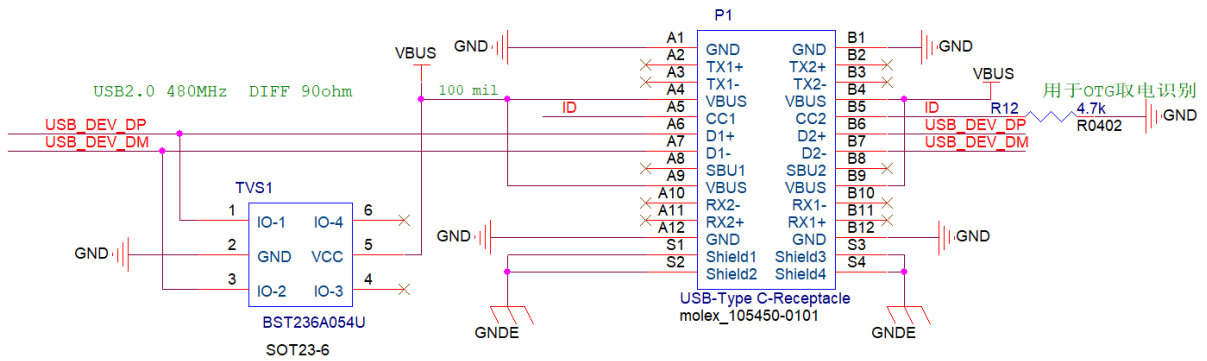 P1
GND
A1
GND
GND
B1
GND
A2
TX1+
TX2+
B2
A3
TX1-
TX2-
B3
VBUS
100 mil
A4
VBUS
VBUS
B4
VBUS
USB2.0 480MHz DIFF 90ohm
用于OTG取电识别
ID
A5
CC1
CC2
B5
ID
R12
4.7k
R0402
GND
USB_DEV_DP
A6
D1+
D2+
B6
USB_DEV_DP
USB_DEV_DM
A7
D1-
D2-
B7
USB_DEV_DM
A8
SBU1
SBU2
B8
A9
VBUS
VBUS
B9
A10
RX2-
RX1-
B10
A11
RX2+
RX1+
B11
GND
A12
GND
GND
B12
GND
S1
Shield1
Shield3
S3
S2
Shield2
Shield4
S4
USB-Type C-Receptacle
molex_105450-0101
GNDE
GNDE
TVS1
1
IO-1
IO-4
6
GND
2
GND
VCC
5
3
IO-2
IO-3
4
BST236A054U
SOT23-6